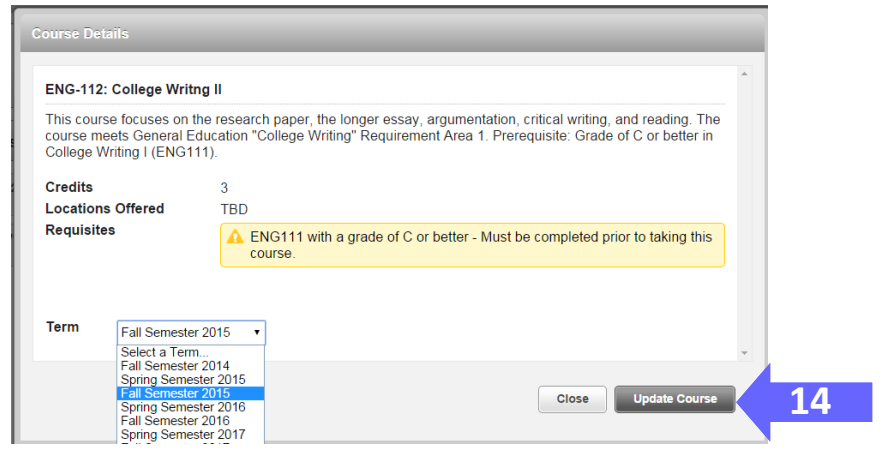 Course Details
ENG-112: College Writng II
This course focuses on the research paper, the longer essay, argumentation, critical writing, and reading. The
course meets General Education "College Writing" Requirement Area 1. Prerequisite: Grade of C or better in
College Writing I (ENG111).
Credits 3
Locations Offered TBD
Requisites ENG111 with a grade of C or better - Must be completed prior to taking this
course.
Term Fall Semester 2015
Select a Term...
Fall Semester 2014
Spring Semester 2015
Fall Semester 2015
Spring Semester 2016
Fall Semester 2016
Spring Semester 2017
Close Update Course 14